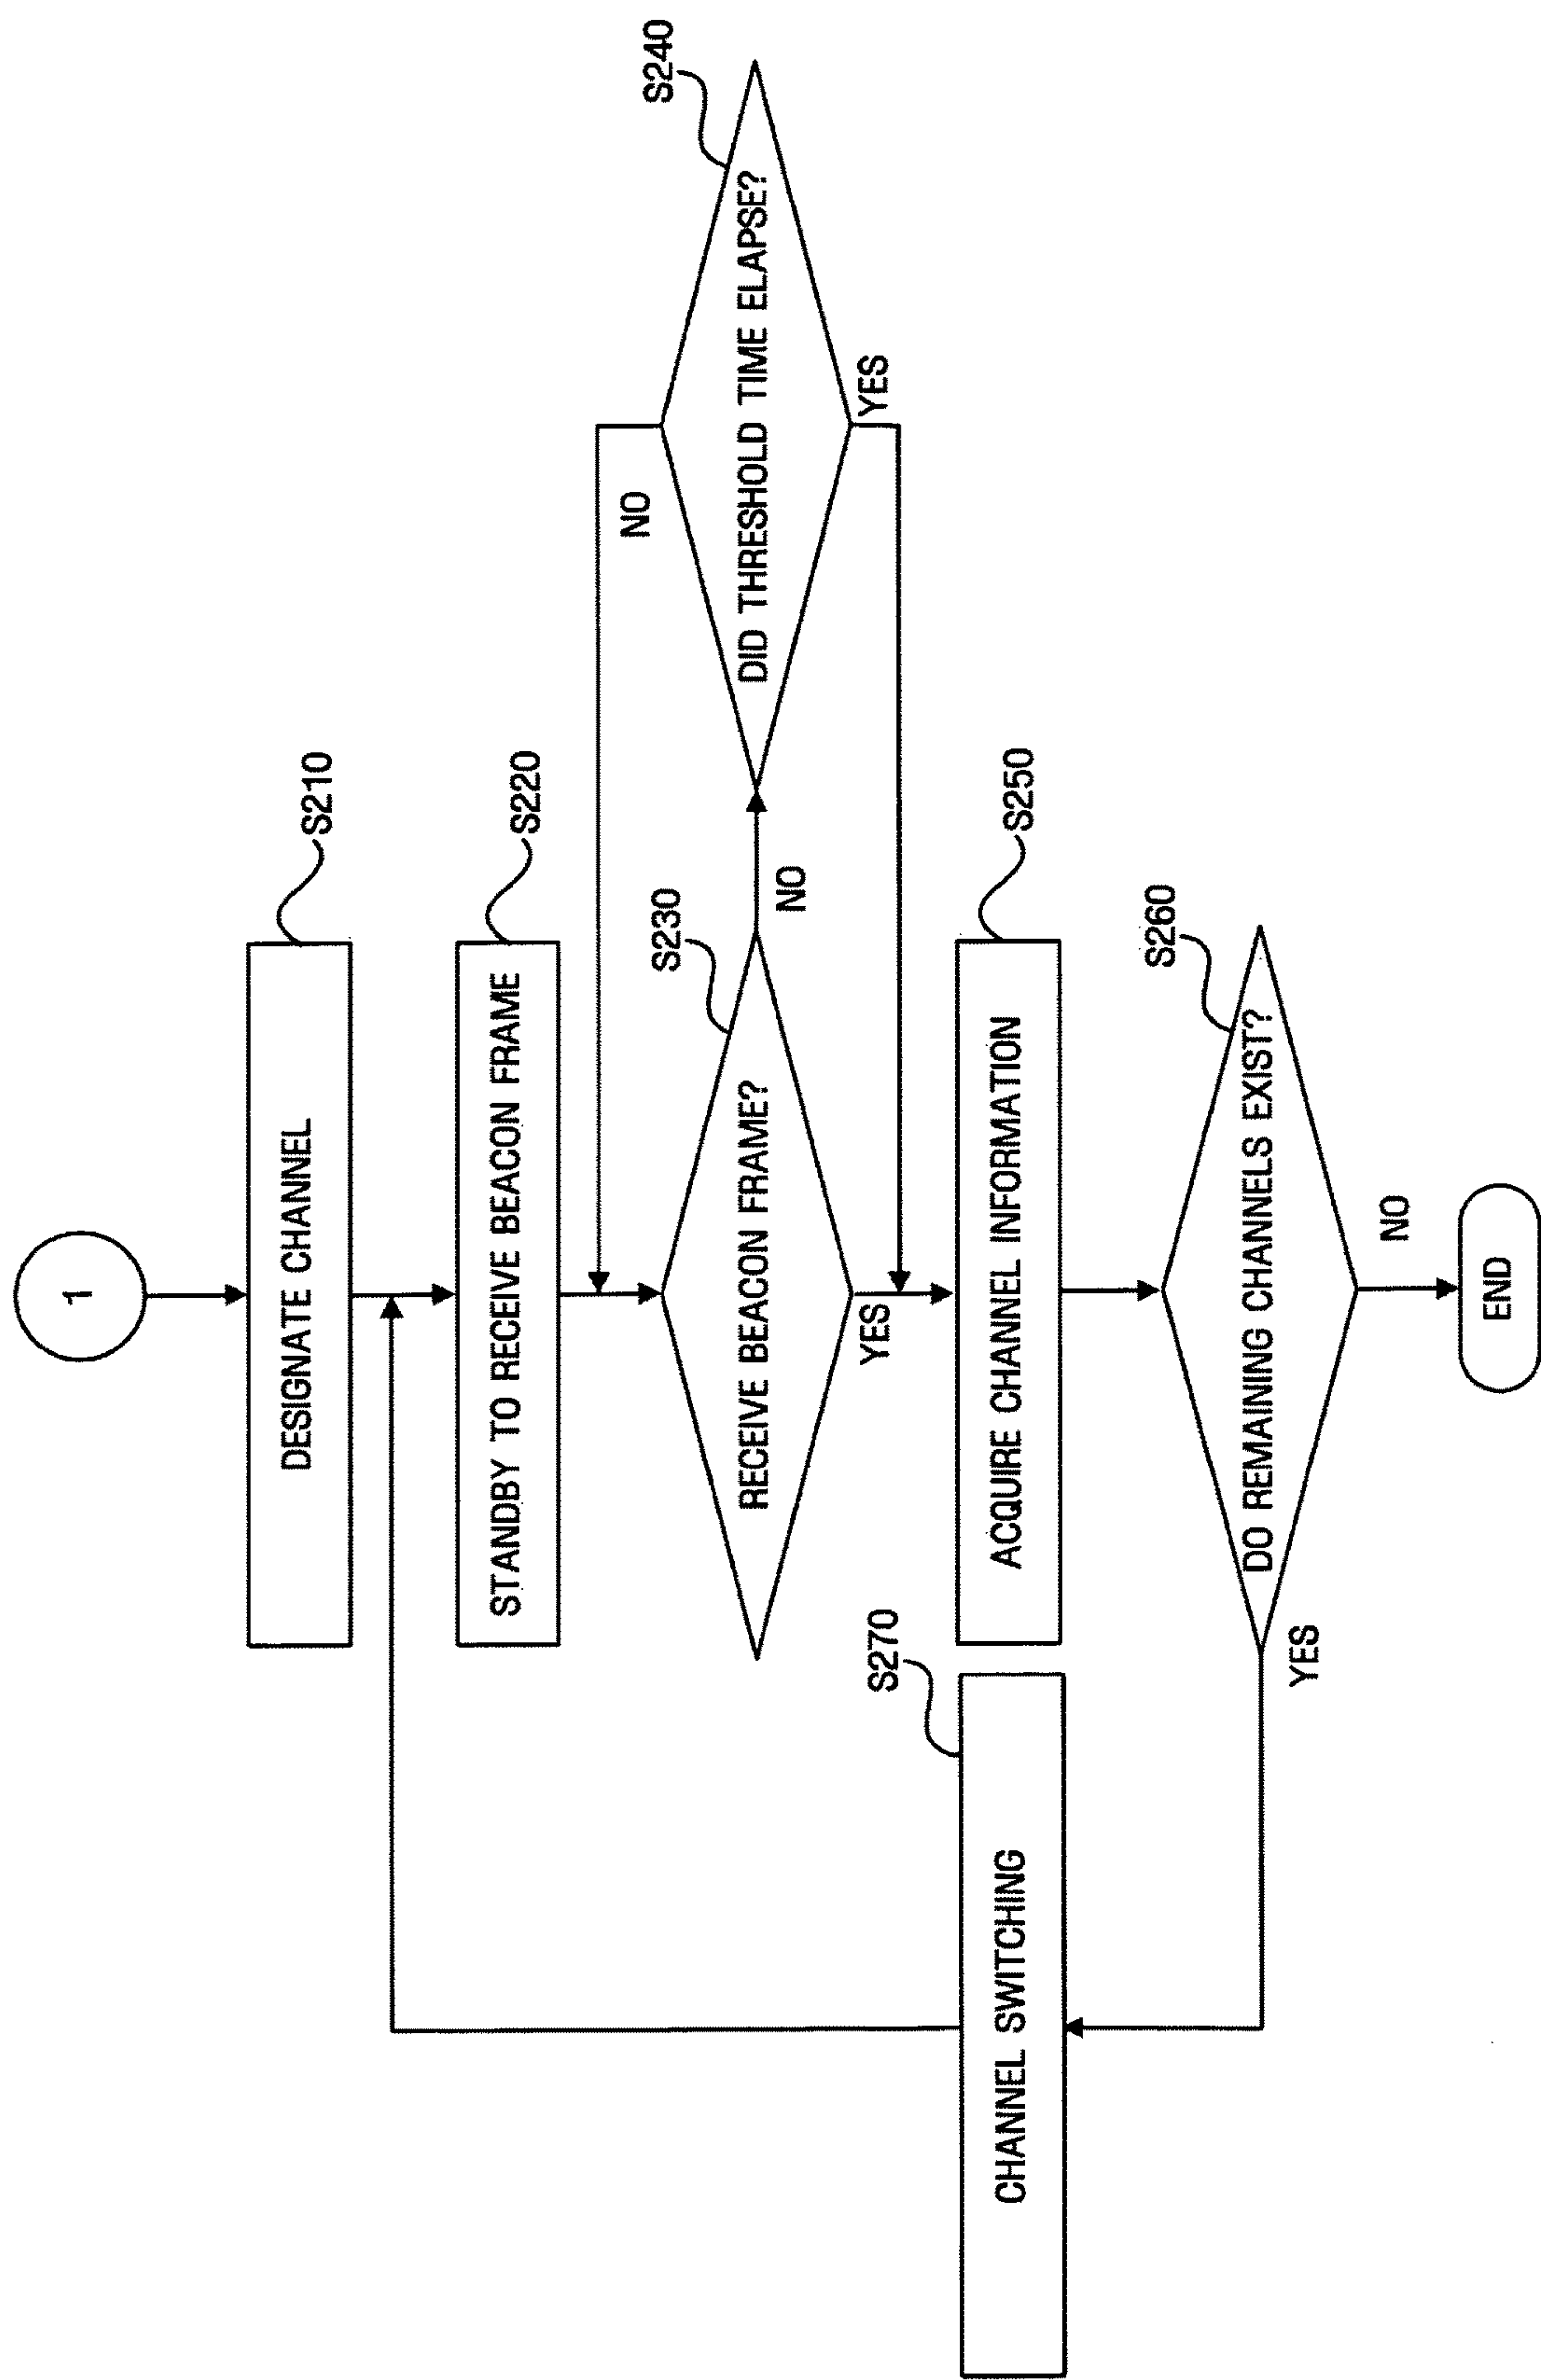 1
DESIGNATE CHANNEL
S210
STANDBY TO RECEIVE BEACON FRAME
S220
RECEIVE BEACON FRAME?
S230
NO
YES
DID THRESHOLD TIME ELAPSE?
S240
NO
YES
ACQUIRE CHANNEL INFORMATION
S250
DO REMAINING CHANNELS EXIST?
S260
YES
NO
CHANNEL SWITCHING
S270
END